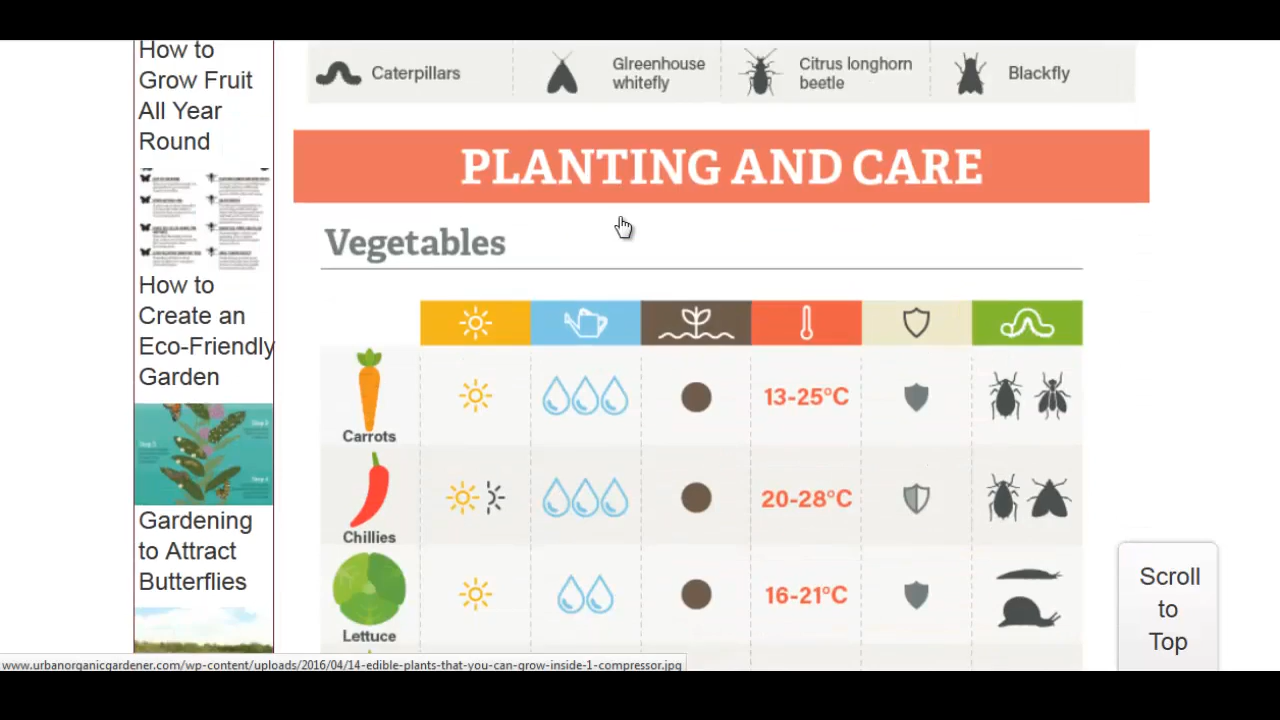 How to
Grow Fruit
All Year
Round
How to
Create an
Eco-Friendly
Garden
Gardening
to Attract
Butterflies
Caterpillars
Glreenhouse
whitefly
Citrus longhorn
beetle
Blackfly
PLANTING AND CARE
Vegetables
Carrots
13-25°C
Chillies
20-28°C
Lettuce
16-21°C
Scroll
to
Top
www.urbanorganicgardener.com/wp-content/uploads/2016/04/14-edible-plants-that-you-can-grow-inside-1-compressor.jpg